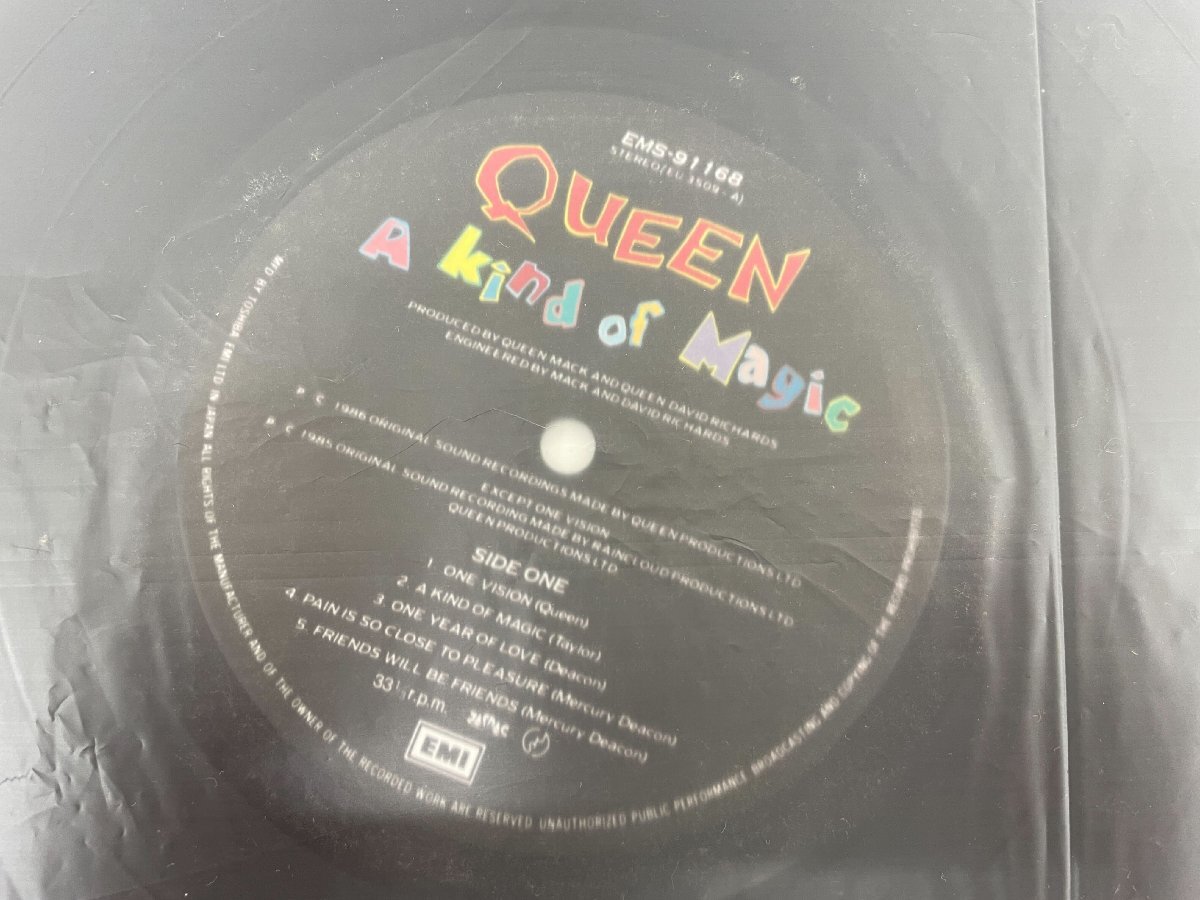 EMS-91168
STEREO(EU 3509 - A)
QUEEN
A kind of Magic
PRODUCED BY QUEEN MACK AND QUEEN DAVID RICHARDS
ENGINEERED BY MACK AND DAVID RICHARDS
P. C. 1986 ORIGINAL SOUND RECORDINGS MADE BY QUEEN PRODUCTIONS LTD
EXCEPT ONE VISION
P. C 1985 ORIGINAL SOUND RECORDING MADE BY RAINCLOUD PRODUCTIONS LTD
QUEEN PRODUCTIONS LTD.
SIDE ONE
1. ONE VISION (Queen)
2. A KIND OF MAGIC (Taylor)
3. ONE YEAR OF LOVE (Deacon)
4. PAIN IS SO CLOSE TO PLEASURE (Mercury Deacon)
5. FRIENDS WILL BE FRIENDS (Mercury Deacon)
33⅓ r.p.m.
EMI
MFD BY TOSHIBA EMI LTD IN JAPAN ALL RIGHTS OF THE MANUFACTURER AND OF THE OWNER OF THE RECORDED WORK ARE RESERVED UNAUTHORIZED PUBLIC PERFORMANCE BROADCASTING AND COPYING OF THE RECORD PROHIBITED